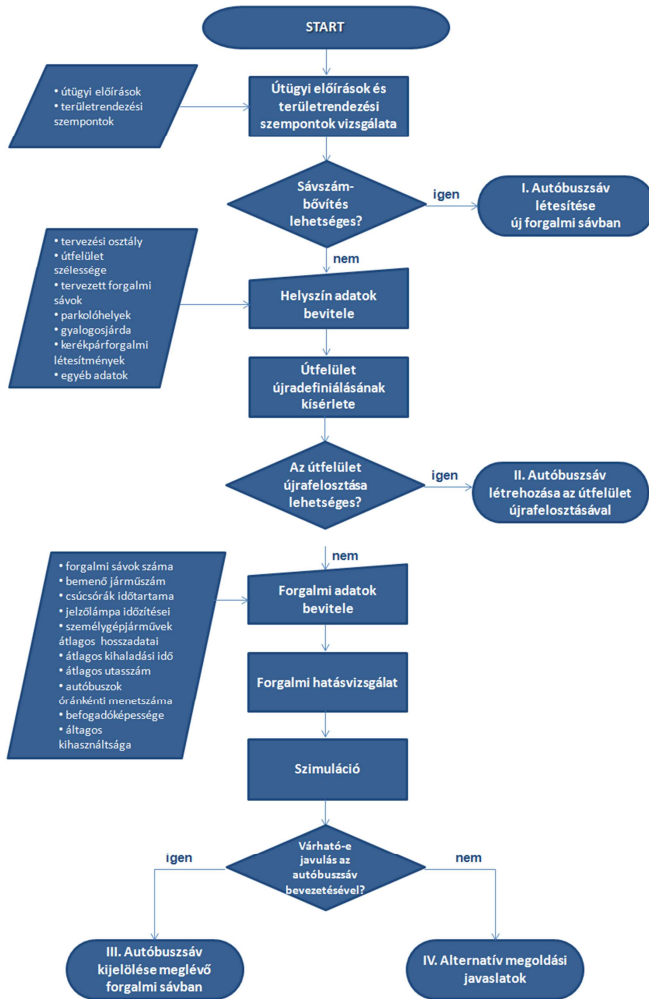 START
• útügyi előírások
• területrendezési
szempontok
Útügyi előírások és
területrendezési
szempontok vizsgálata
Sávszám-
bővítés
lehetséges?
igen
I. Autóbuszsáv
létesítése
új forgalmi sávban
nem
• tervezési osztály
• útfelület
szélessége
• tervezett forgalmi
sávok
• parkolóhelyek
• gyalogosjárda
• kerékpárforgalmi
létesítmények
• egyéb adatok
Helyszín adatok
bevitele
Útfelület
újradefiniálásának
kísérlete
Az útfelület
újrafelosztása
lehetséges?
igen
II. Autóbuszsáv
létrehozása az útfelület
újrafelosztásával
nem
• forgalmi sávok száma
• bemenő járműszám
• csúcsórák időtartama
• jelzőlámpa időzítései
• személygépjárművek
átlagos hosszadatai
• átlagos kihaladási idő
• átlagos utasszám
• autóbuszok
óránkénti menetszáma
• befogadóképessége
• áltagos
kihasználtsága
Forgalmi adatok
bevitele
Forgalmi hatásvizsgálat
Szimuláció
Várható-e
javulás az
autóbuszsáv
bevezetésével?
igen
nem
III. Autóbuszsáv
kijelölése meglévő
forgalmi sávban
IV. Alternatív megoldási
javaslatok